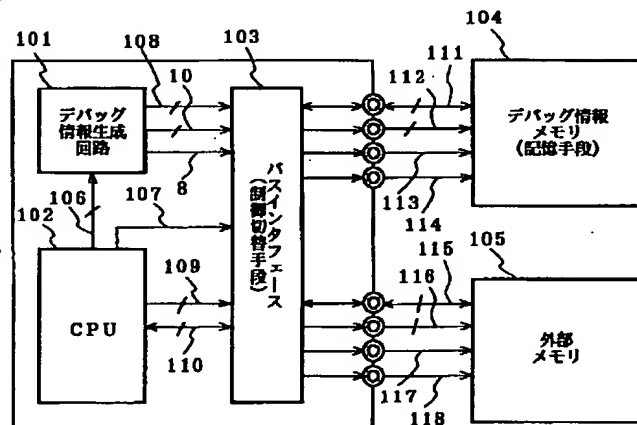 101
108
10
103
104
112
111
デバッグ
情報生成
回路
デバッグ情報
メモリ
(記憶手段)
8
106
107
113
114
102
バスインタフェース
(制御切替手段)
109
110
CPU
116
115
105
外部
メモリ
117
118